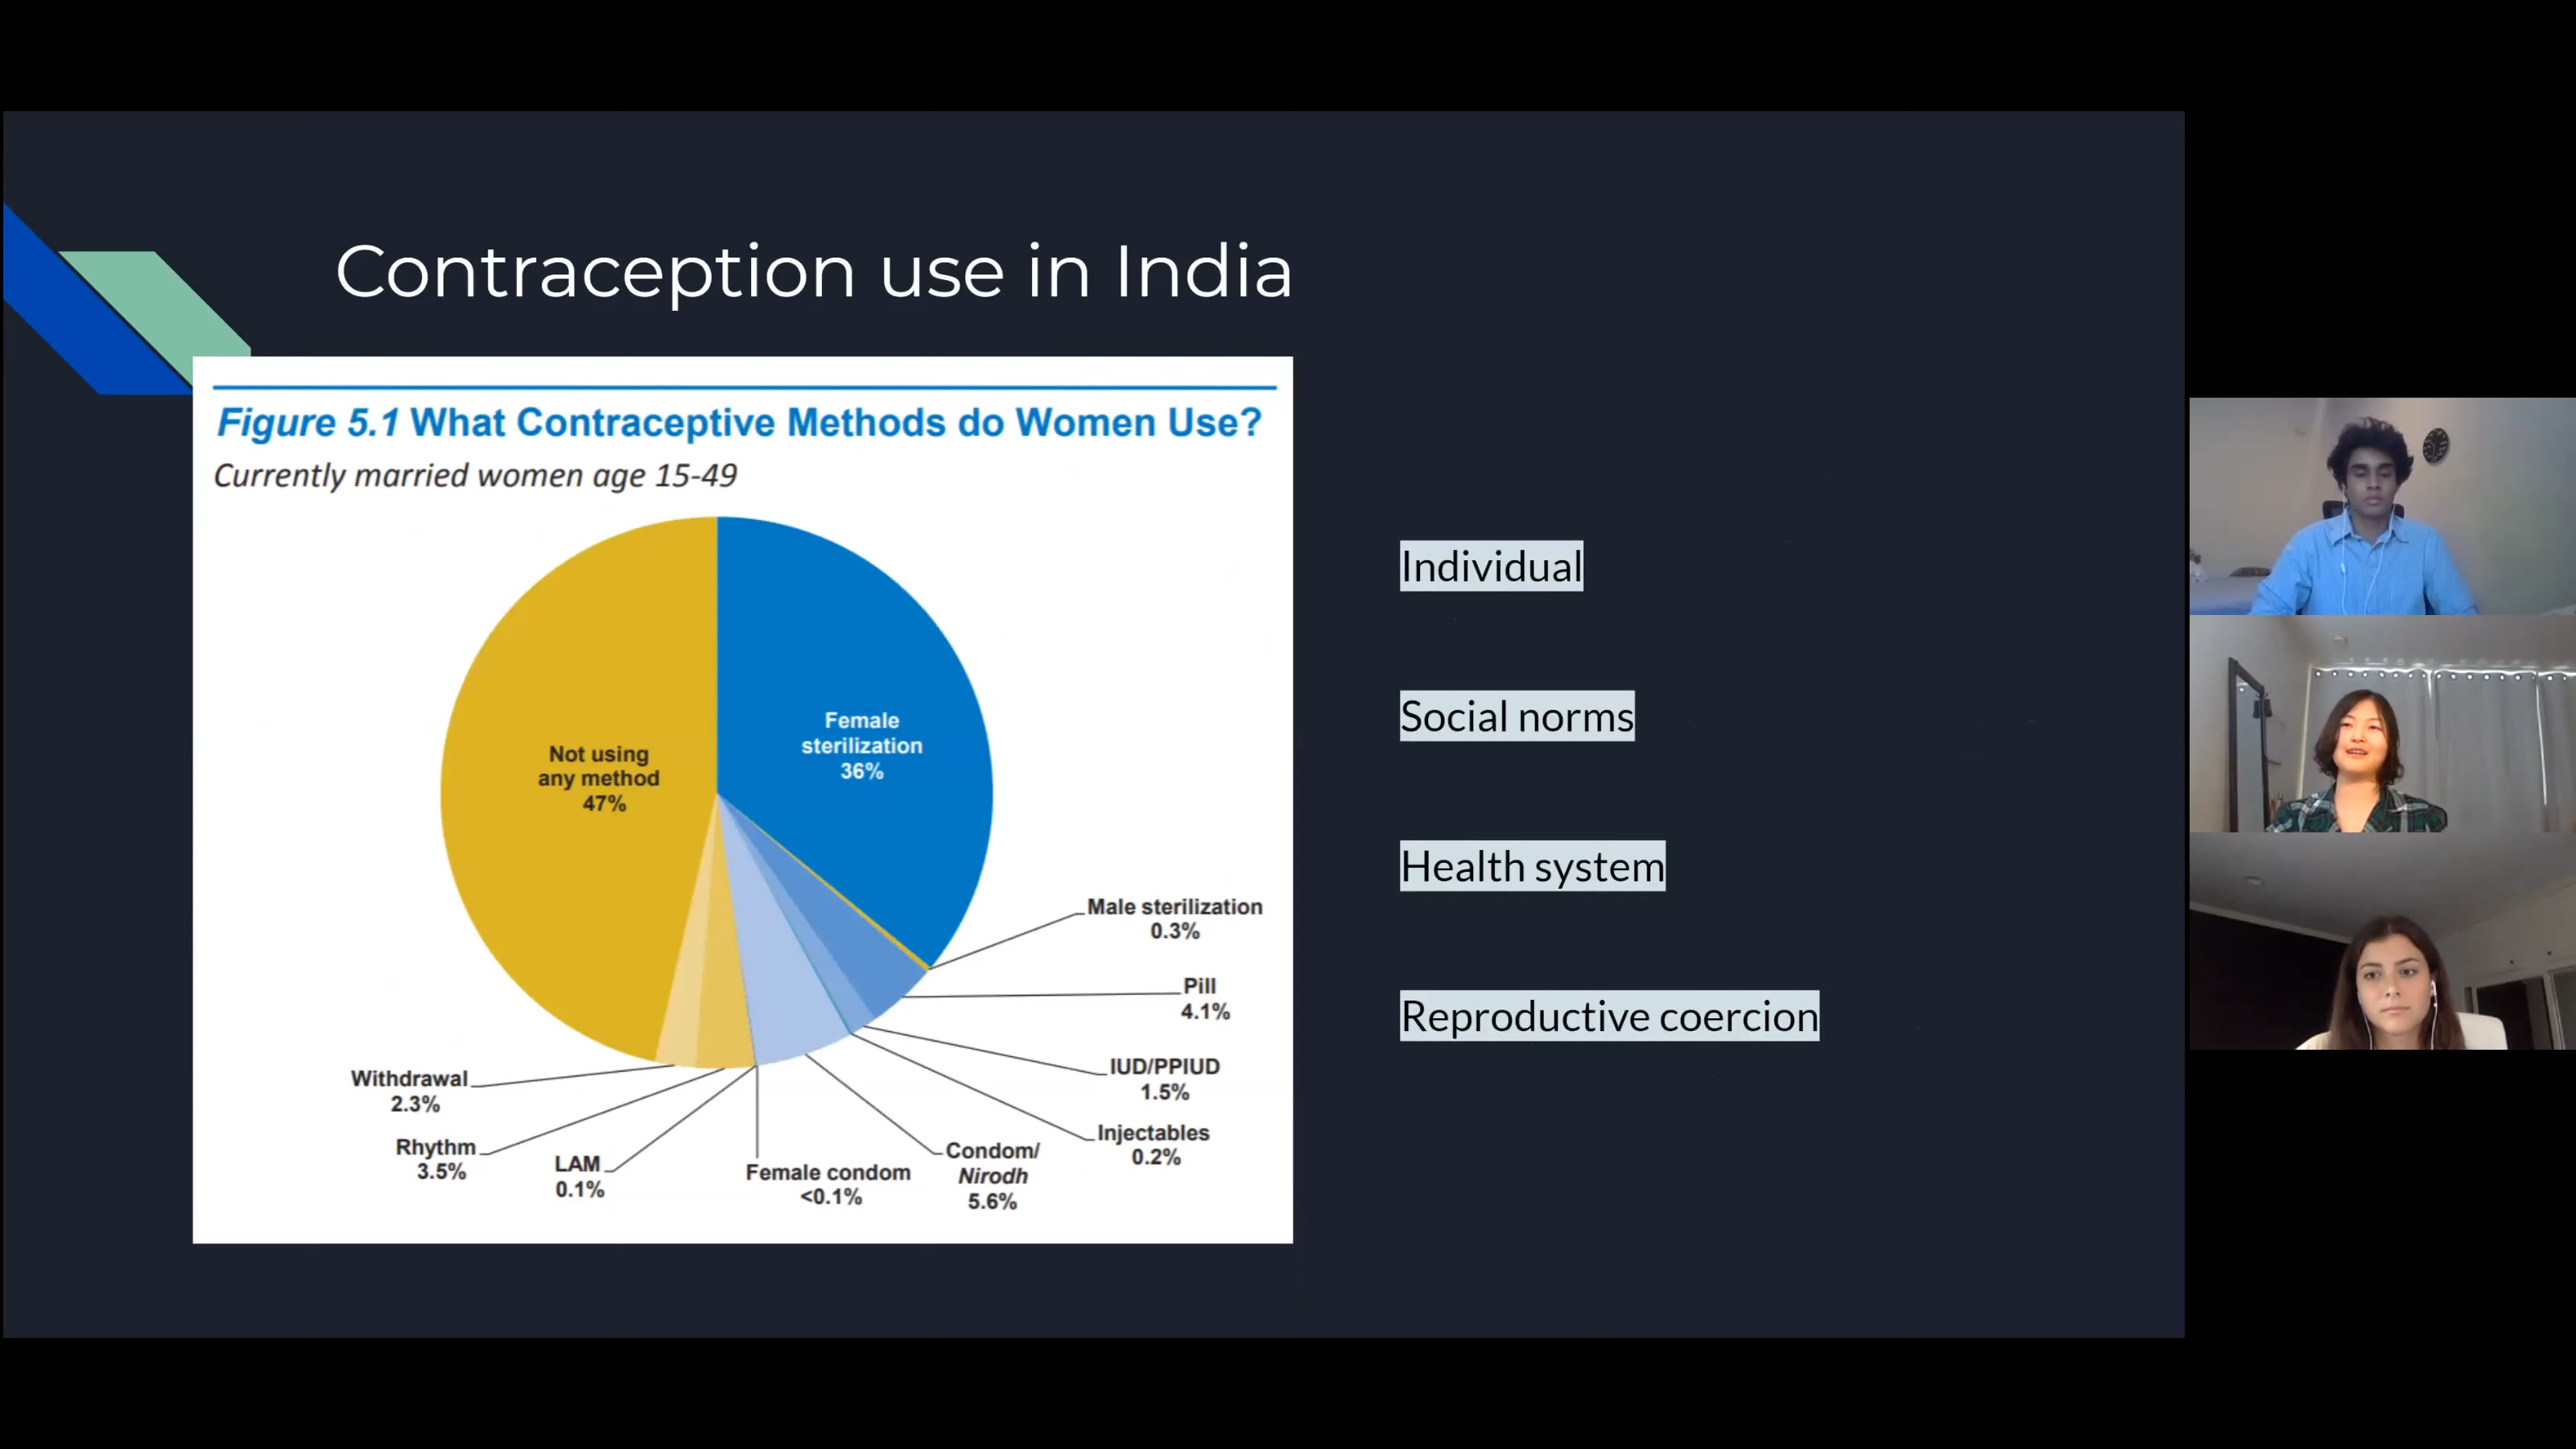 Contraception use in India
Figure 5.1 What Contraceptive Methods do Women Use?
Currently married women age 15-49
Not using
any method
47%
Female
sterilization
36%
Male sterilization
0.3%
Pill
4.1%
IUD/PPIUD
1.5%
Injectables
0.2%
Condom/
Nirodh
5.6%
Female condom
<0.1%
LAM
0.1%
Rhythm
3.5%
Withdrawal
2.3%
Individual
Social norms
Health system
Reproductive coercion